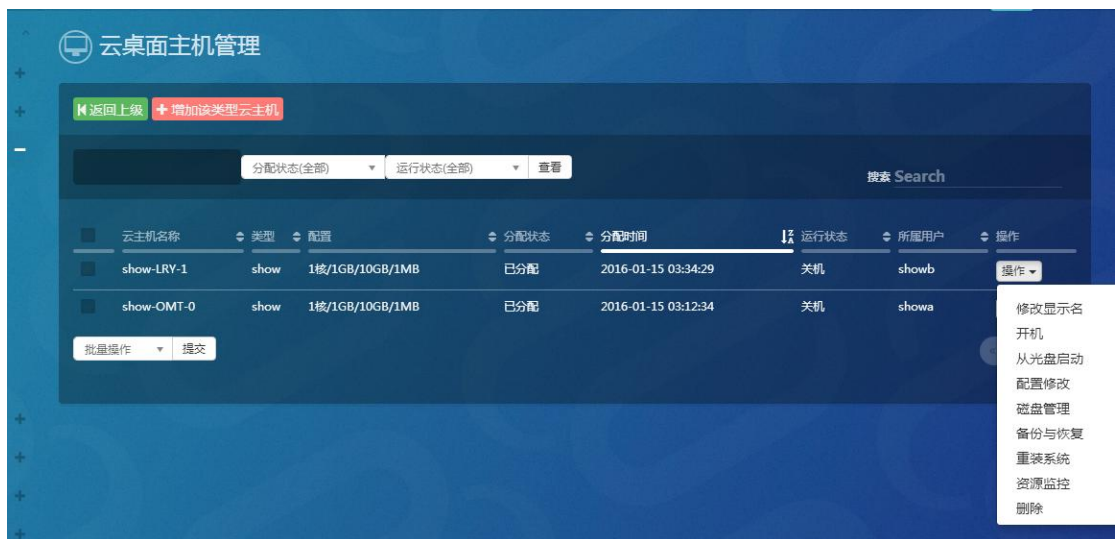 云桌面主机管理
返回上级 增加该类型云主机
分配状态(全部) 运行状态(全部) 查看
搜索 Search
云主机名称 类型 配置 分配状态 分配时间 运行状态 所属用户 操作
show-LRY-1 show 1核/1GB/10GB/1MB 已分配 2016-01-15 03:34:29 关机 showb 操作
show-OMT-0 show 1核/1GB/10GB/1MB 已分配 2016-01-15 03:12:34 关机 showa
批量操作 提交
修改显示名
开机
从光盘启动
配置修改
磁盘管理
备份与恢复
重装系统
资源监控
删除